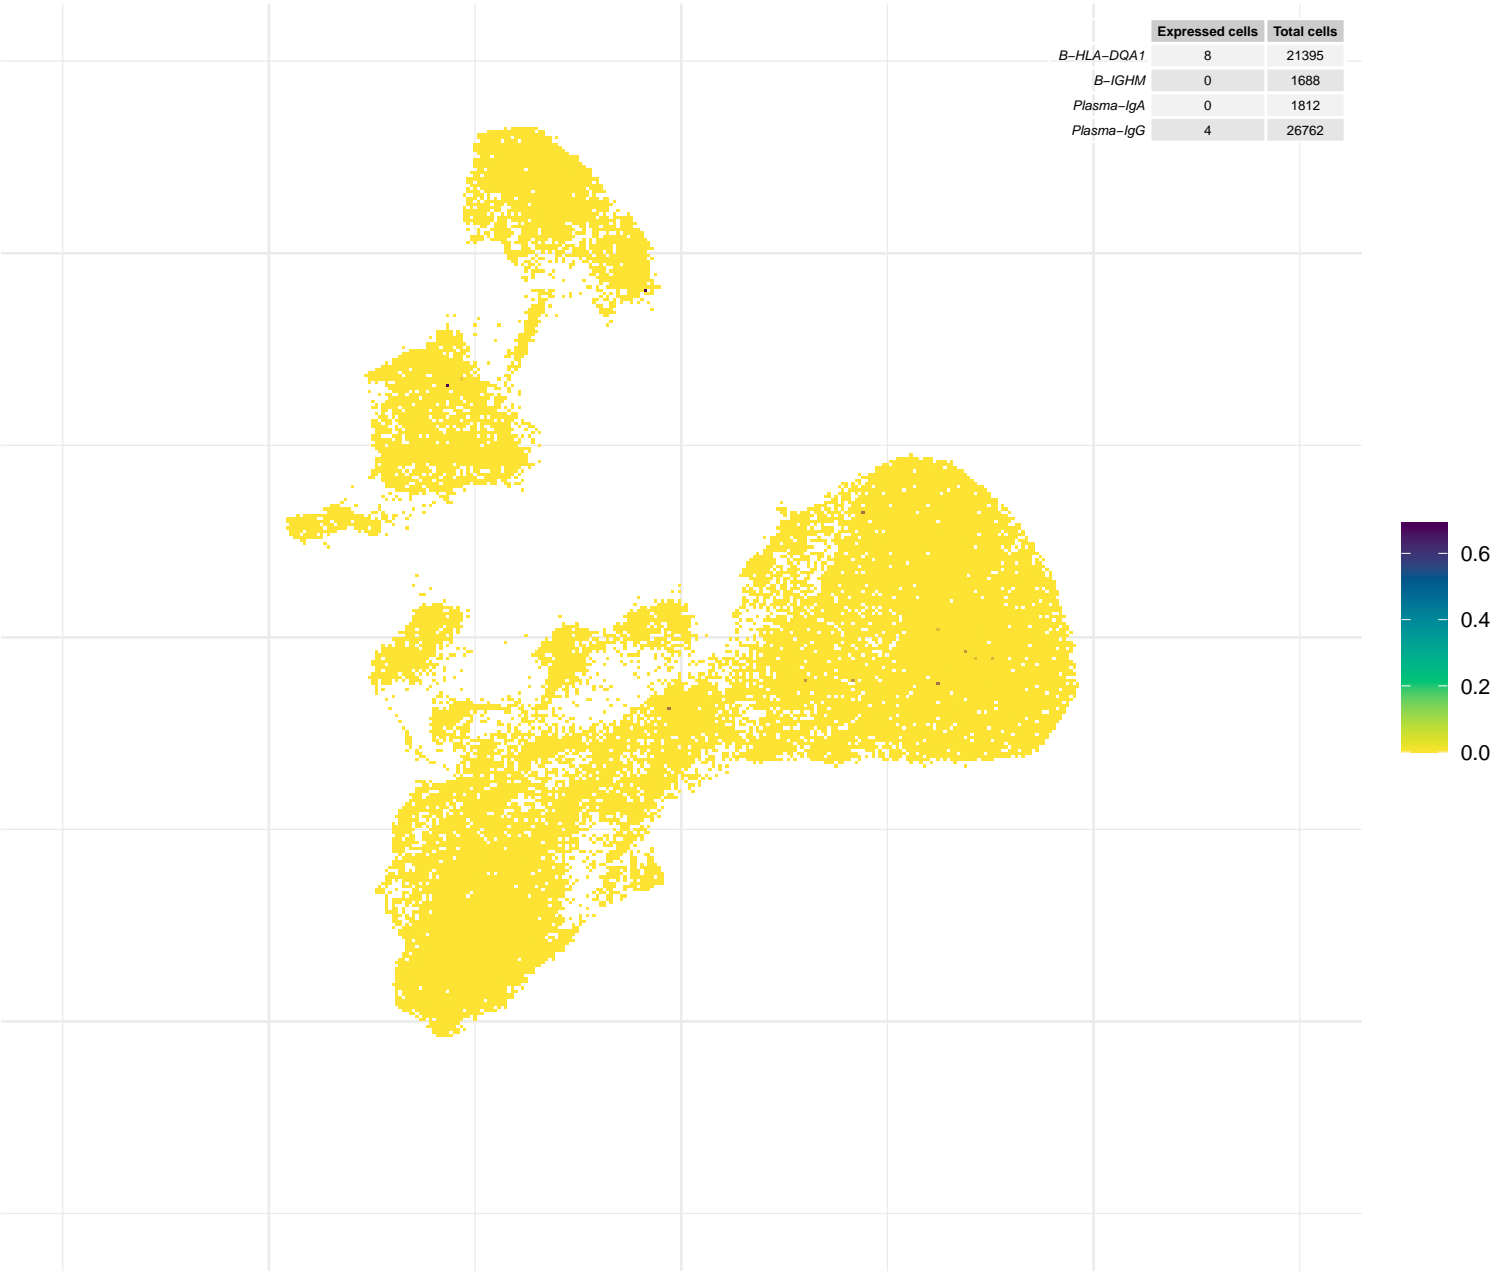 Expressed cells Total cells
B−HLA−DQA1 8 21395
B−IGHM 0 1688
Plasma−IgA 0 1812
Plasma−IgG 4 26762
0.6
0.4
0.2
0.0